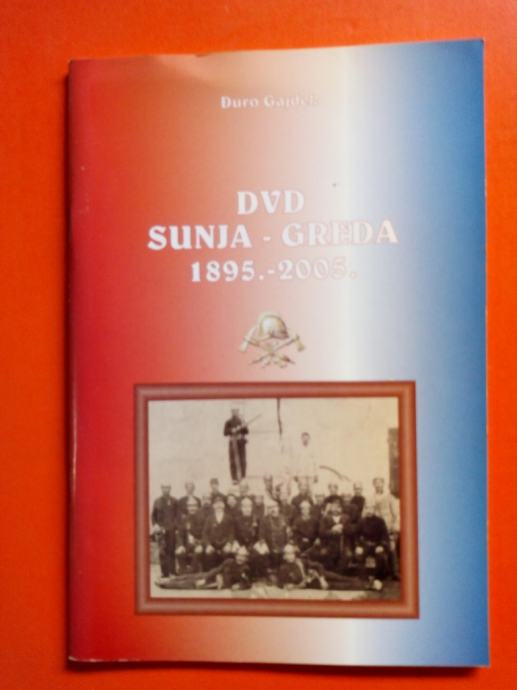 Đuro Gajdek
DVD
SUNJA - GREDA
1895.-2005.